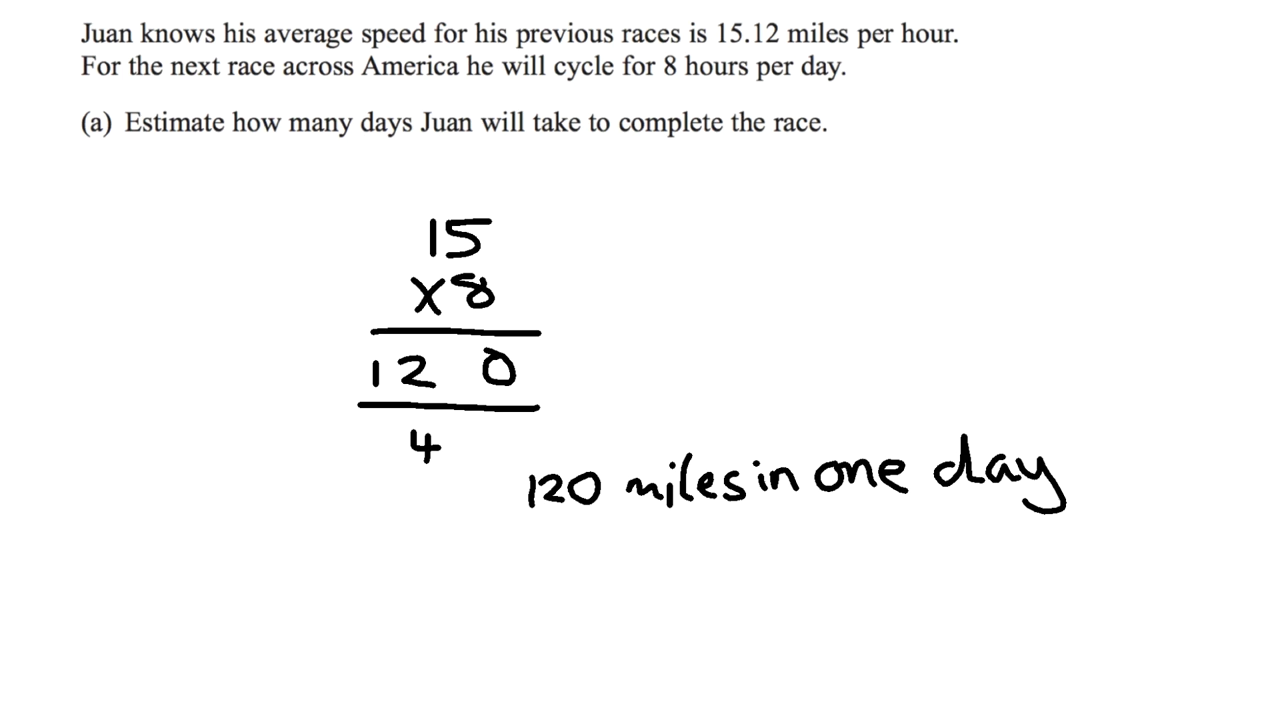 Juan knows his average speed for his previous races is 15.12 miles per hour.
For the next race across America he will cycle for 8 hours per day.
(a) Estimate how many days Juan will take to complete the race.
15
x8
12 0
4
120 miles in one day